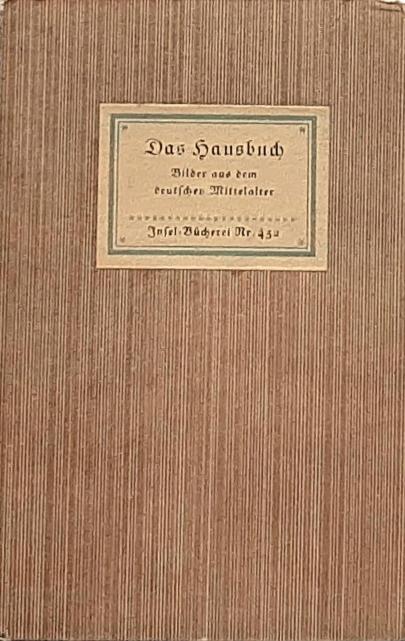 Das Hausbuch
Bilder aus dem
deutschen Mittelalter
Insel-Bücherei Nr. 452